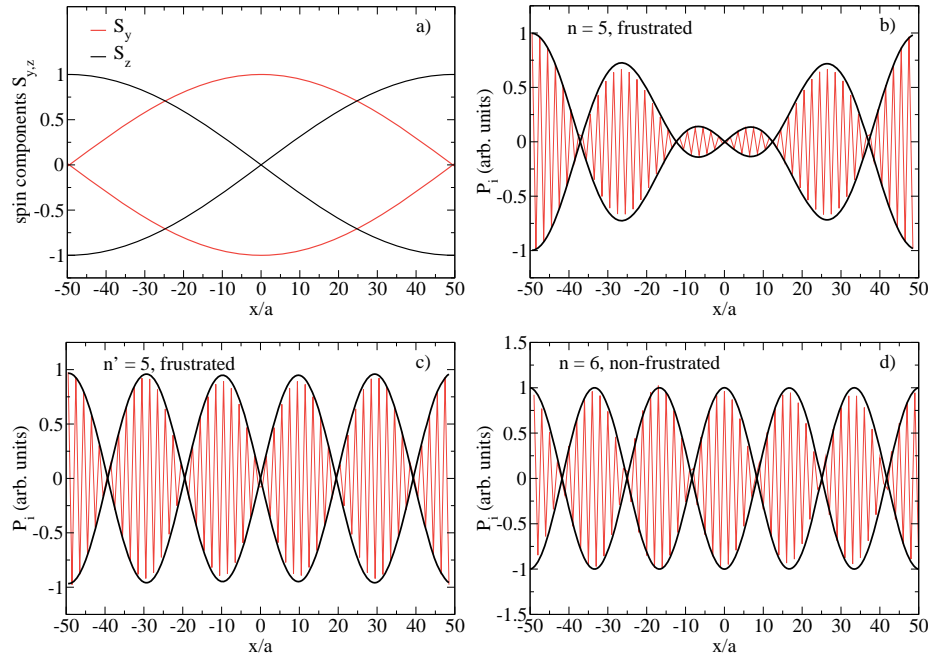 a)
S_y
S_z
spin components S_{y,z}
1
0.5
0
-0.5
-1
-50 -40 -30 -20 -10 0 10 20 30 40 50
x/a
n = 5, frustrated b)
P_i (arb. units)
1
0.5
0
-0.5
-1
-50 -40 -30 -20 -10 0 10 20 30 40 50
x/a
n' = 5, frustrated c)
P_i (arb. units)
1
0.5
0
-0.5
-1
-50 -40 -30 -20 -10 0 10 20 30 40 50
x/a
n = 6, non-frustrated d)
P_i (arb. units)
1.5
1
0.5
0
-0.5
-1
-1.5
-50 -40 -30 -20 -10 0 10 20 30 40 50
x/a